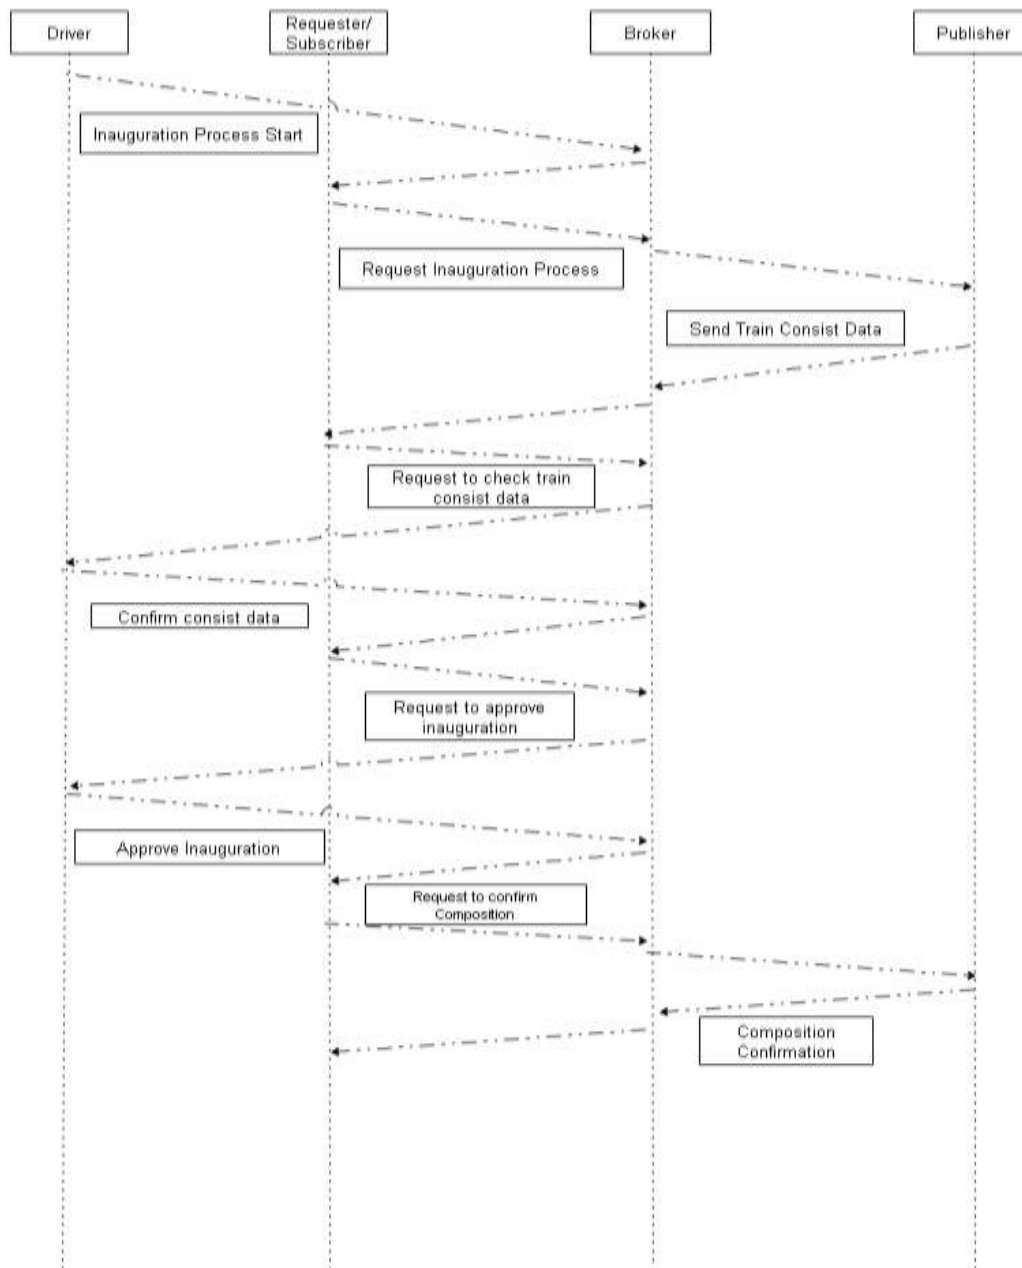 Driver
Requester/
Subscriber
Broker
Publisher
Inauguration Process Start
Request Inauguration Process
Send Train Consist Data
Request to check train
consist data
Confirm consist data
Request to approve
inauguration
Approve Inauguration
Request to confirm
Composition
Composition
Confirmation